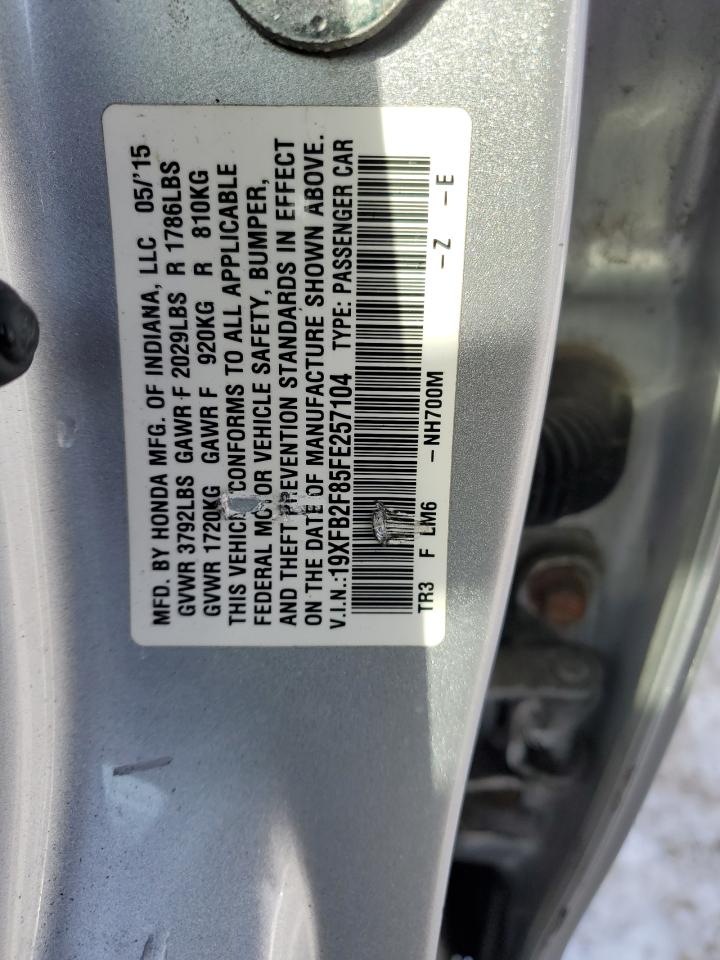 MFD. BY HONDA MFG. OF INDIANA, LLC 05/'15
GVWR 3792LBS GAWR F 2029LBS R 1786LBS
GVWR 1720KG GAWR F 920KG R 810KG
THIS VEHICLE CONFORMS TO ALL APPLICABLE
FEDERAL MOTOR VEHICLE SAFETY, BUMPER,
AND THEFT PREVENTION STANDARDS IN EFFECT
ON THE DATE OF MANUFACTURE SHOWN ABOVE.
V.I.N.:19XFB2F85FE257104 TYPE: PASSENGER CAR
TR3 F LM6 -NH700M -Z -E